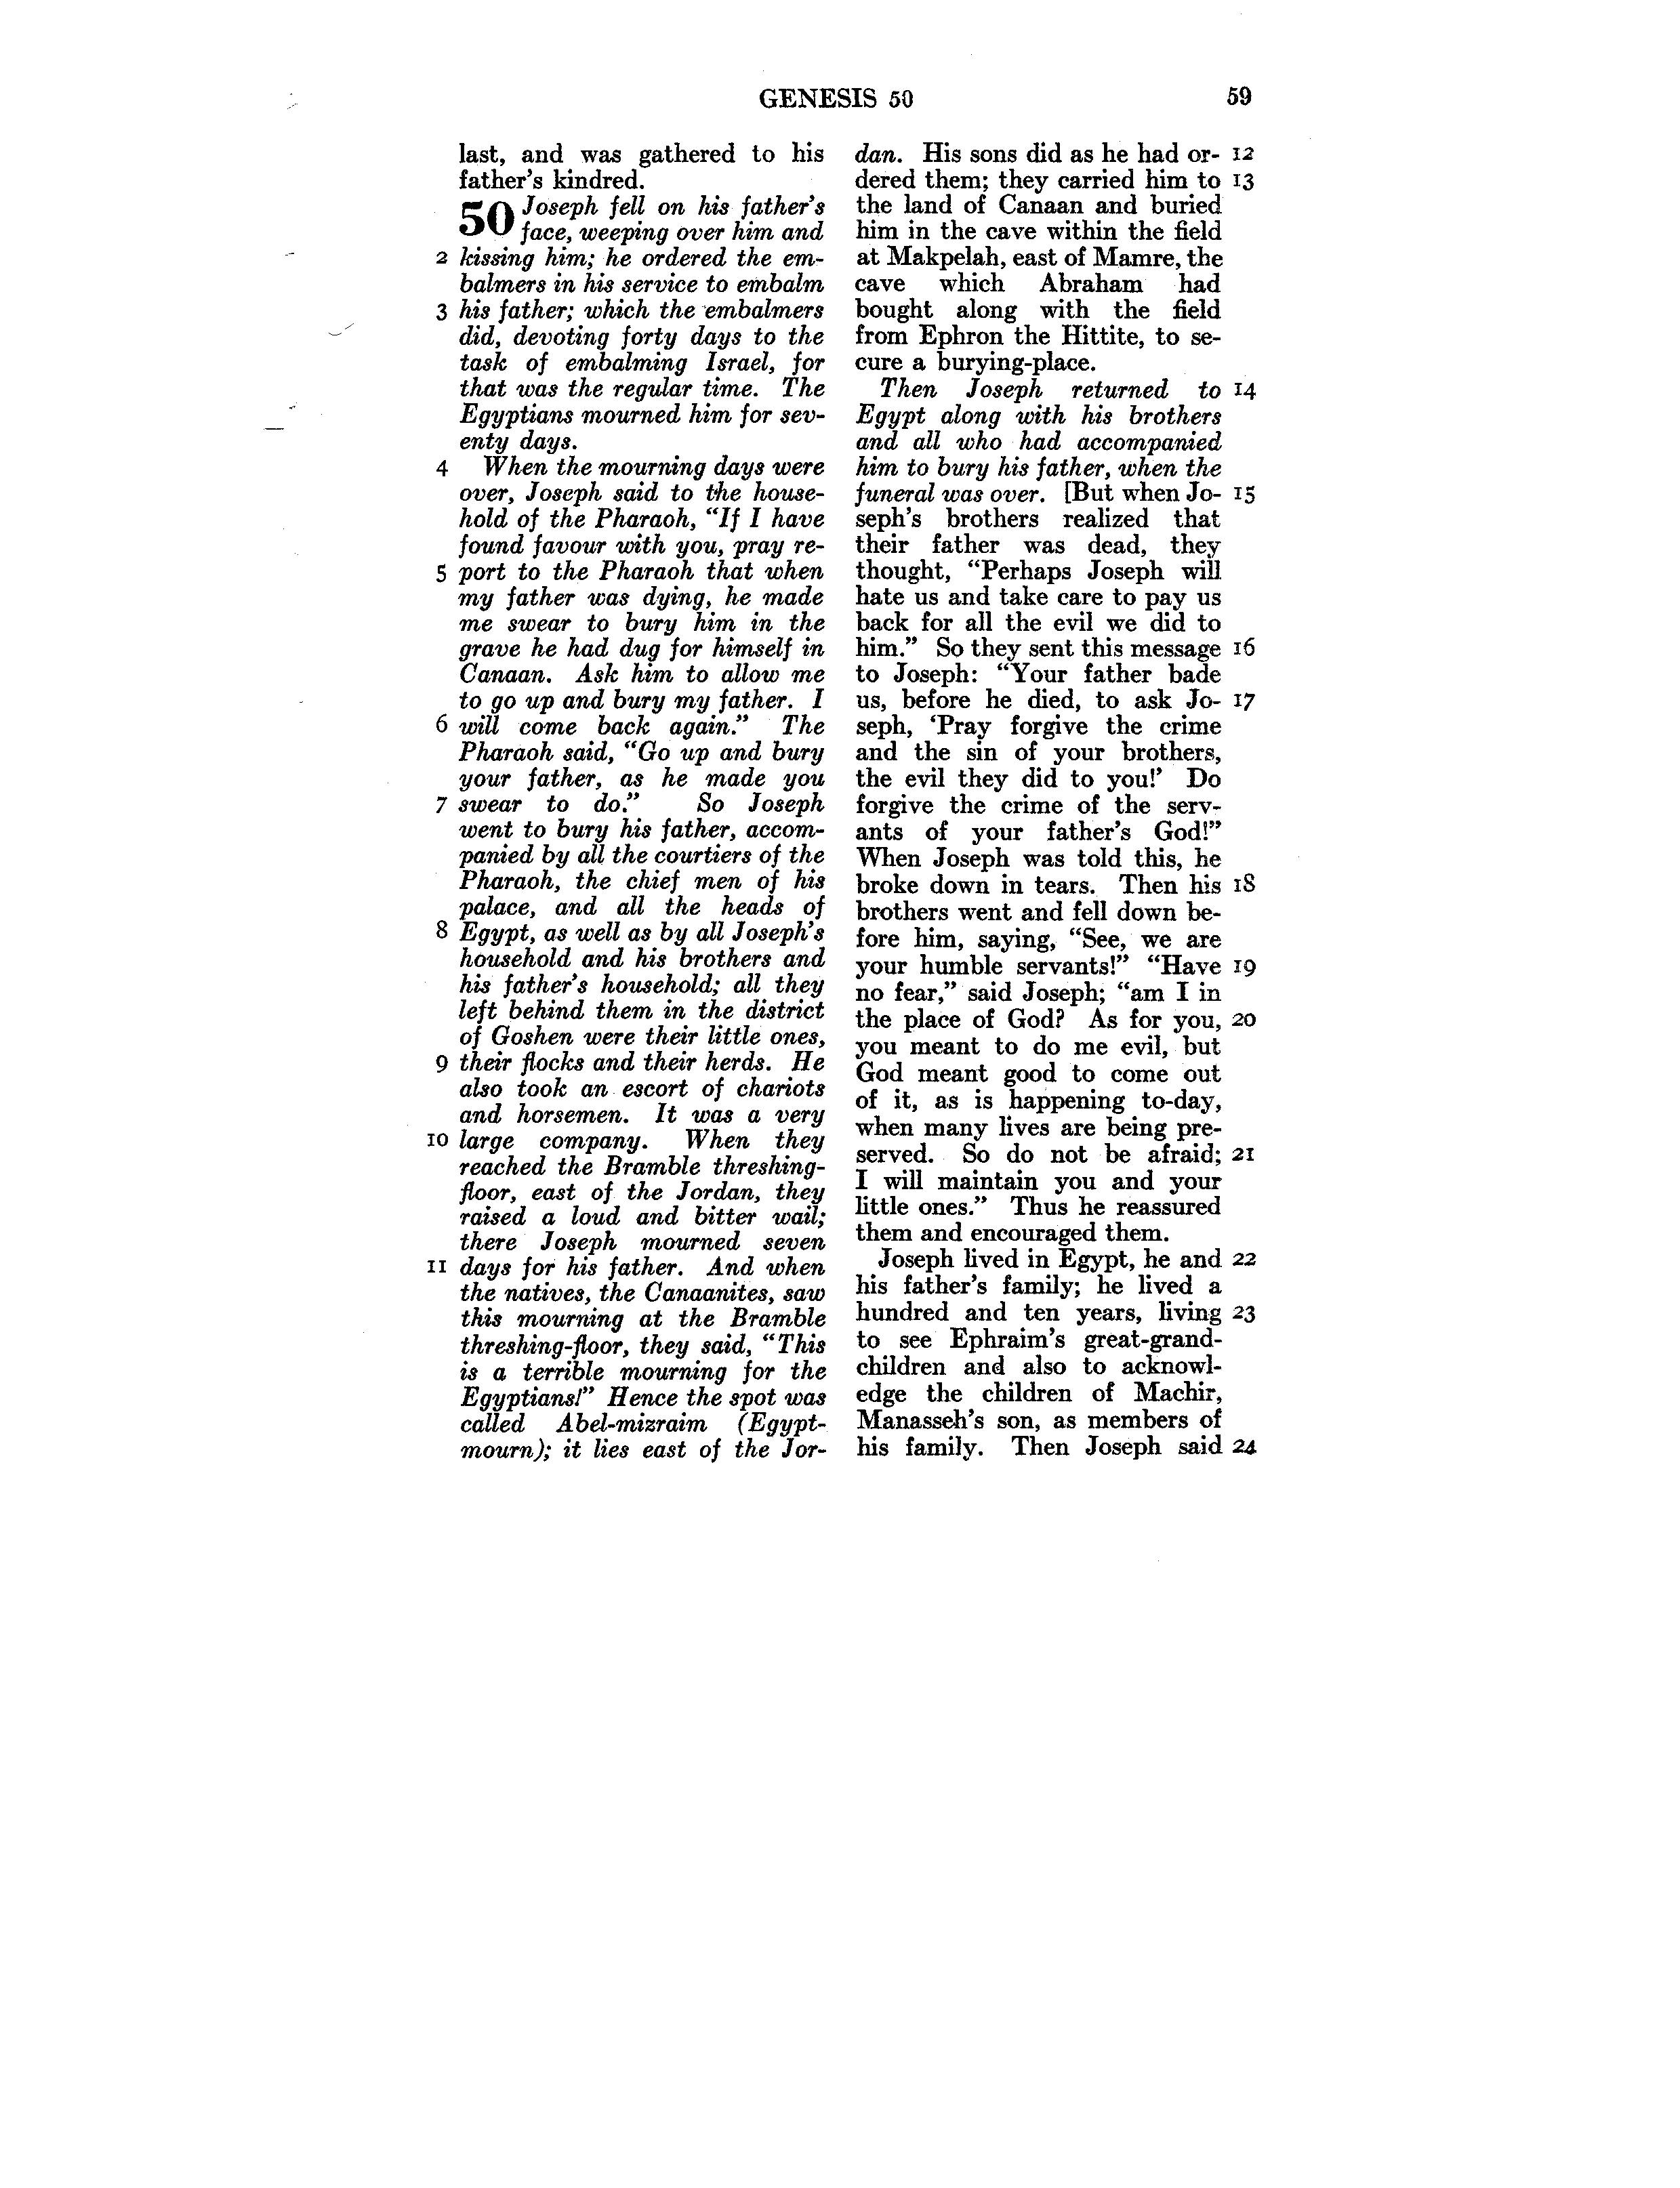 GENESIS 50 59
last, and was gathered to his
father's kindred.
50 Joseph fell on his father's
face, weeping over him and
2 kissing him; he ordered the em-
balmers in his service to embalm
3 his father; which the embalmers
did, devoting forty days to the
task of embalming Israel, for
that was the regular time. The
Egyptians mourned him for sev-
enty days.
4 When the mourning days were
over, Joseph said to the house-
hold of the Pharaoh, “If I have
found favour with you, pray re-
5 port to the Pharaoh that when
my father was dying, he made
me swear to bury him in the
grave he had dug for himself in
Canaan. Ask him to allow me
to go up and bury my father. I
6 will come back again.” The
Pharaoh said, “Go up and bury
your father, as he made you
7 swear to do.” So Joseph
went to bury his father, accom-
panied by all the courtiers of the
Pharaoh, the chief men of his
palace, and all the heads of
8 Egypt, as well as by all Joseph's
household and his brothers and
his father's household; all they
left behind them in the district
of Goshen were their little ones,
9 their flocks and their herds. He
also took an escort of chariots
and horsemen. It was a very
10 large company. When they
reached the Bramble threshing-
floor, east of the Jordan, they
raised a loud and bitter wail;
there Joseph mourned seven
11 days for his father. And when
the natives, the Canaanites, saw
this mourning at the Bramble
threshing-floor, they said, “This
is a terrible mourning for the
Egyptians!” Hence the spot was
called Abel-mizraim (Egypt-
mourn); it lies east of the Jor-
dan. His sons did as he had or- 12
dered them; they carried him to 13
the land of Canaan and buried
him in the cave within the field
at Makpelah, east of Mamre, the
cave which Abraham had
bought along with the field
from Ephron the Hittite, to se-
cure a burying-place.
Then Joseph returned to 14
Egypt along with his brothers
and all who had accompanied
him to bury his father, when the
funeral was over. [But when Jo- 15
seph's brothers realized that
their father was dead, they
thought, “Perhaps Joseph will
hate us and take care to pay us
back for all the evil we did to
him.” So they sent this message 16
to Joseph: “Your father bade
us, before he died, to ask Jo- 17
seph, ‘Pray forgive the crime
and the sin of your brothers,
the evil they did to you!’ Do
forgive the crime of the serv-
ants of your father's God!”
When Joseph was told this, he
broke down in tears. Then his 18
brothers went and fell down be-
fore him, saying, “See, we are
your humble servants!” “Have 19
no fear,” said Joseph; “am I in
the place of God? As for you, 20
you meant to do me evil, but
God meant good to come out
of it, as is happening to-day,
when many lives are being pre-
served. So do not be afraid; 21
I will maintain you and your
little ones.” Thus he reassured
them and encouraged them.
Joseph lived in Egypt, he and 22
his father's family; he lived a
hundred and ten years, living 23
to see Ephraim's great-grand-
children and also to acknowl-
edge the children of Machir,
Manasseh's son, as members of
his family. Then Joseph said 24